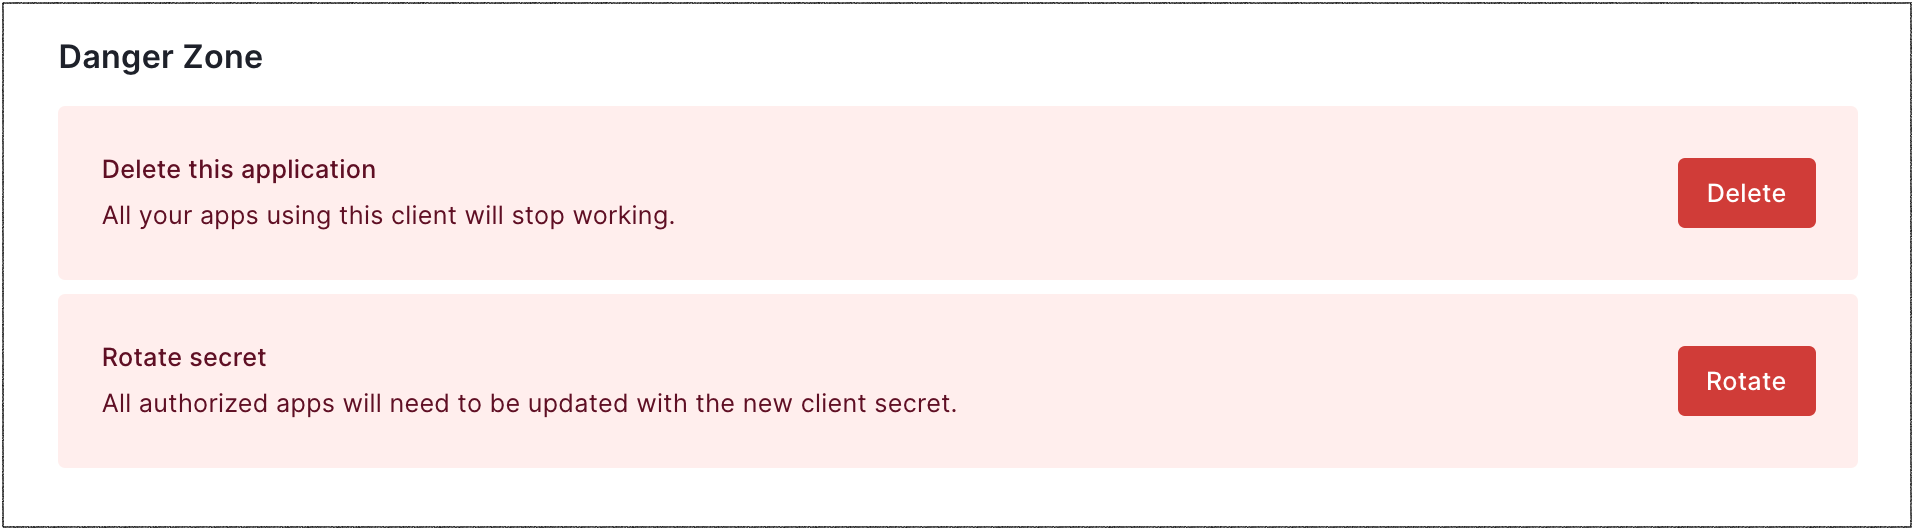 Danger Zone
Delete this application
All your apps using this client will stop working.
Delete
Rotate secret
All authorized apps will need to be updated with the new client secret.
Rotate